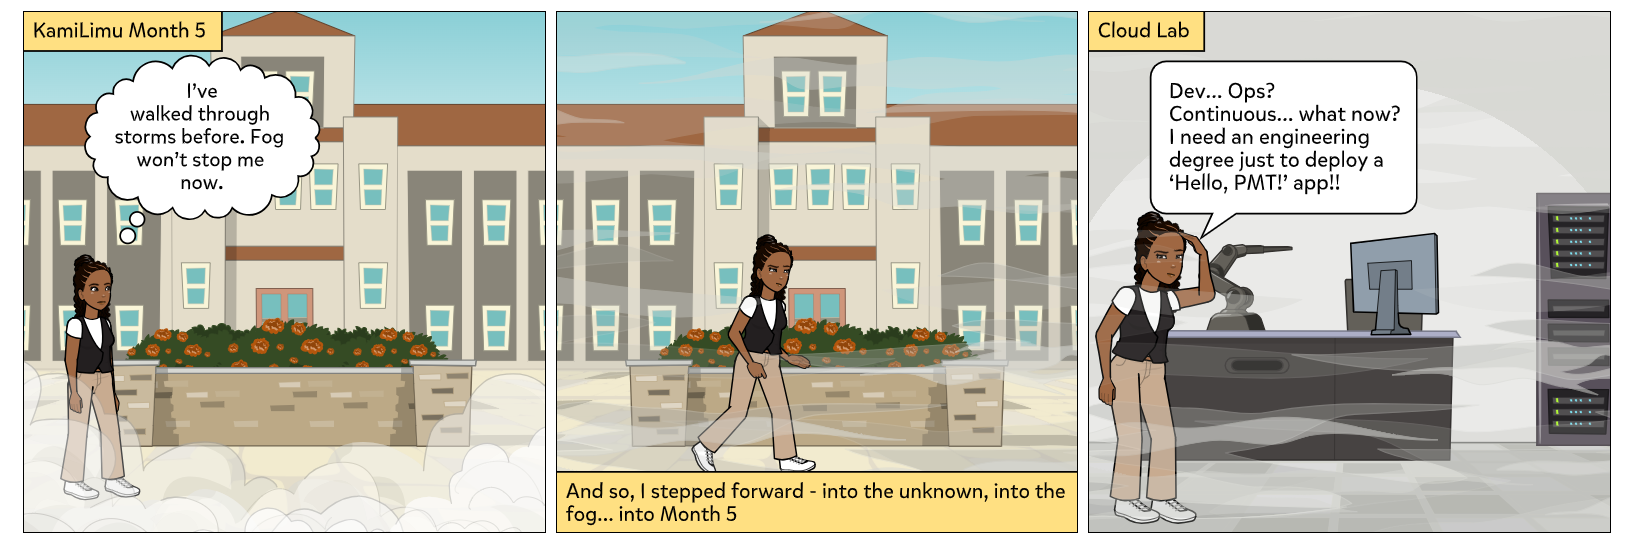 KamiLimu Month 5
I've
walked through
storms before. Fog
won't stop me
now.
And so, I stepped forward - into the unknown, into the
fog... into Month 5
Cloud Lab
Dev... Ops?
Continuous... what now?
I need an engineering
degree just to deploy a
'Hello, PMT!' app!!